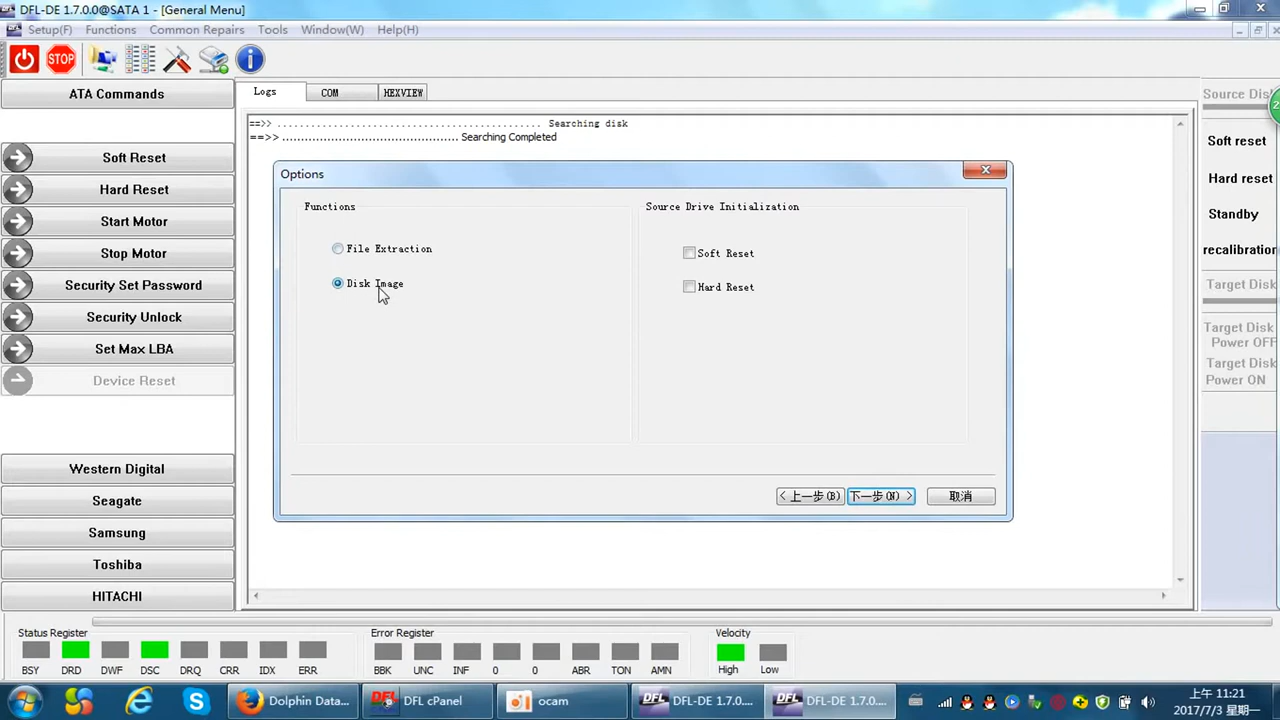 DFL-DE 1.7.0.0@SATA 1 - [General Menu]
Setup(F) Functions Common Repairs Tools Window(W) Help(H)
STOP
ATA Commands
Soft Reset
Hard Reset
Start Motor
Stop Motor
Security Set Password
Security Unlock
Set Max LBA
Device Reset
Western Digital
Seagate
Samsung
Toshiba
HITACHI
Logs COM HEXVIEW
==>> ............................................ Searching disk
==>> ................................................ Searching Completed
Options
Functions
File Extraction
Disk Image
Source Drive Initialization
Soft Reset
Hard Reset
< 上一步(B) 下一步(N) > 取消
Source Dis
Soft reset
Hard reset
Standby
recalibration
Target Disk
Target Disk
Power OFF
Target Disk
Power ON
Status Register
BSY DRD DWF DSC DRQ CRR IDX ERR
Error Register
BBK UNC INF 0 0 ABR TON AMN
Velocity
High Low
Dolphin Data... DFL cPanel ocam DFL-DE 1.7.0.... DFL-DE 1.7.0....
上午 11:21
2017/7/3 星期一